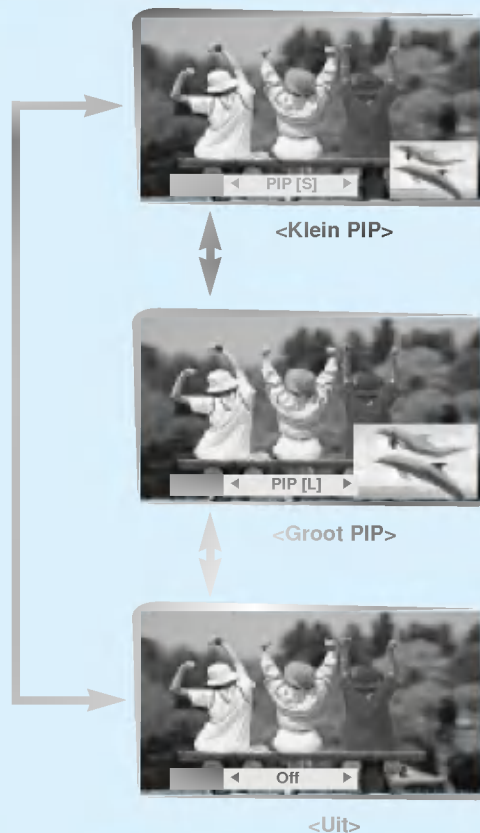 PIP [S]
<Klein PIP>
PIP [L]
<Groot PIP>
Off
<Uit>